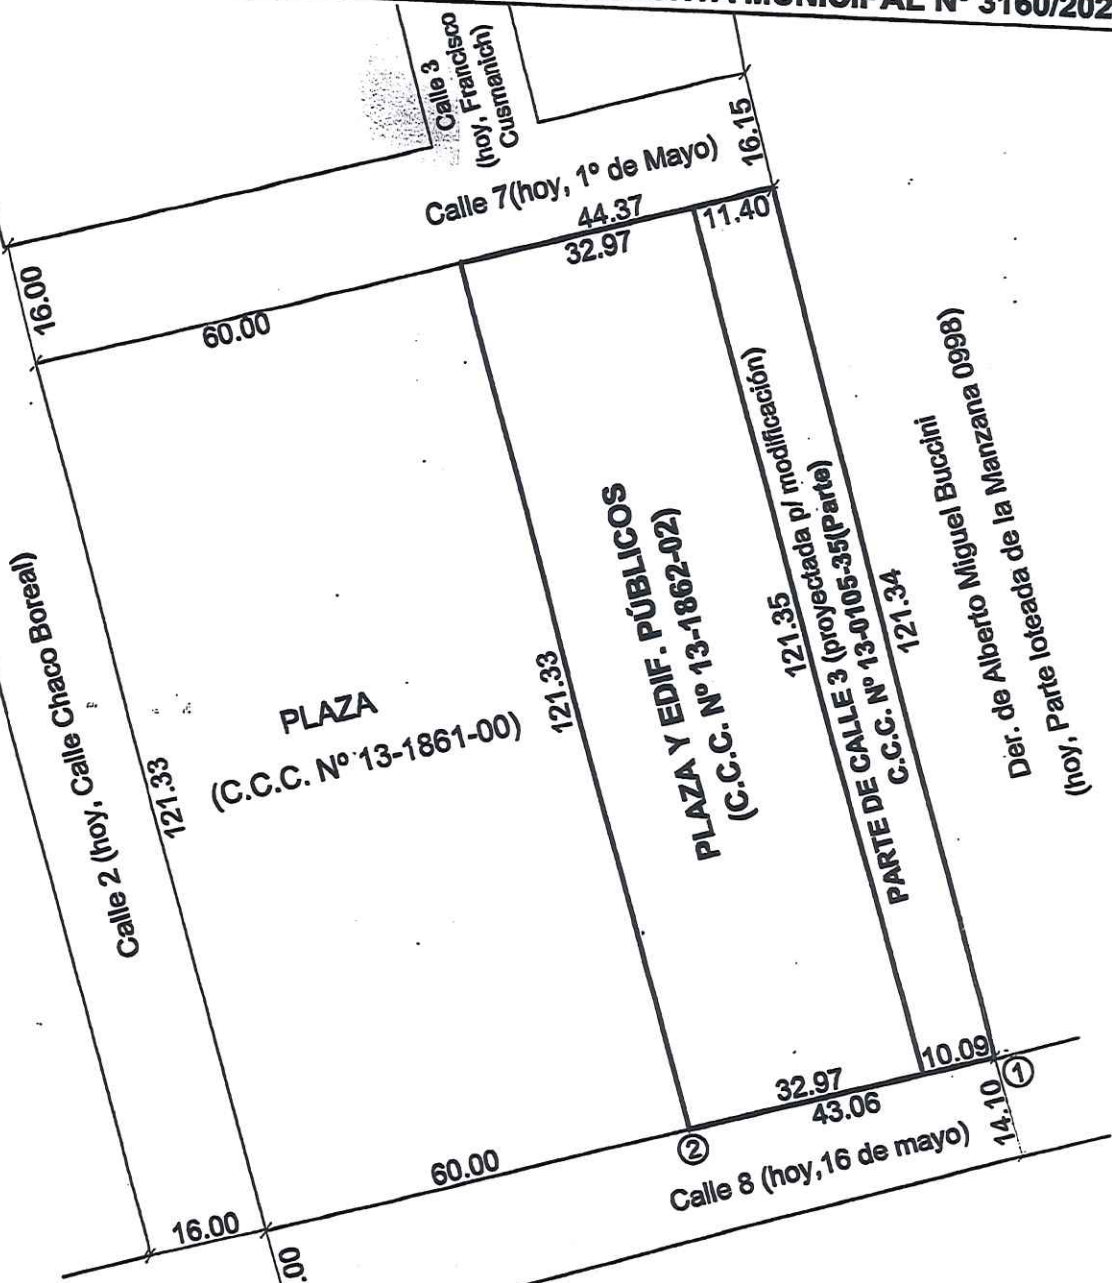 MUNICIPAL Nº 3160/202
Calle 3
(hoy, Francisco
Cusmanich)
16.15
Calle 7(hoy, 1º de Mayo)
44.37
11.40
32.97
16.00
60.00
Calle 2 (hoy, Calle Chaco Boreal)
121.33
PLAZA
(C.C.C. Nº 13-1861-00)
121.33
PLAZA Y EDIF. PÚBLICOS
(C.C.C. Nº 13-1862-02)
121.35
PARTE DE CALLE 3 (proyectada p/ modificación)
C.C.C. Nº 13-0105-35(Parte)
121.34
Der. de Alberto Miguel Buccini
(hoy, Parte loteada de la Manzana 0998)
10.09
1
32.97
43.06
14.10
2
60.00
Calle 8 (hoy,16 de mayo)
16.00
.00